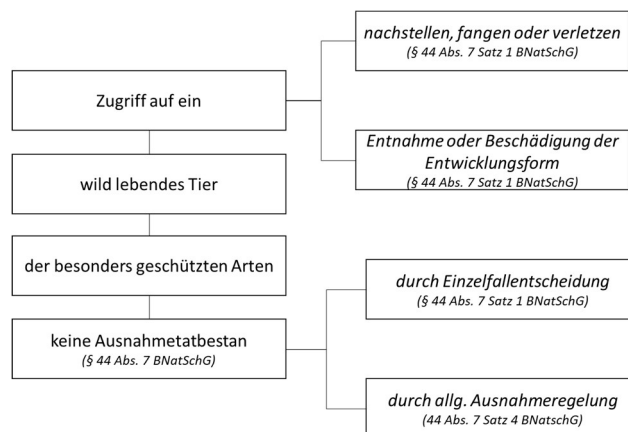 nachstellen, fangen oder verletzen
(§ 44 Abs. 7 Satz 1 BNatSchG)
Zugriff auf ein
Entnahme oder Beschädigung der
Entwicklungsform
(§ 44 Abs. 7 Satz 1 BNatSchG)
wild lebendes Tier
der besonders geschützten Arten
durch Einzelfallentscheidung
(§ 44 Abs. 7 Satz 1 BNatSchG)
keine Ausnahmetatbestan
(§ 44 Abs. 7 BNatSchG)
durch allg. Ausnahmeregelung
(44 Abs. 7 Satz 4 BNatschG)